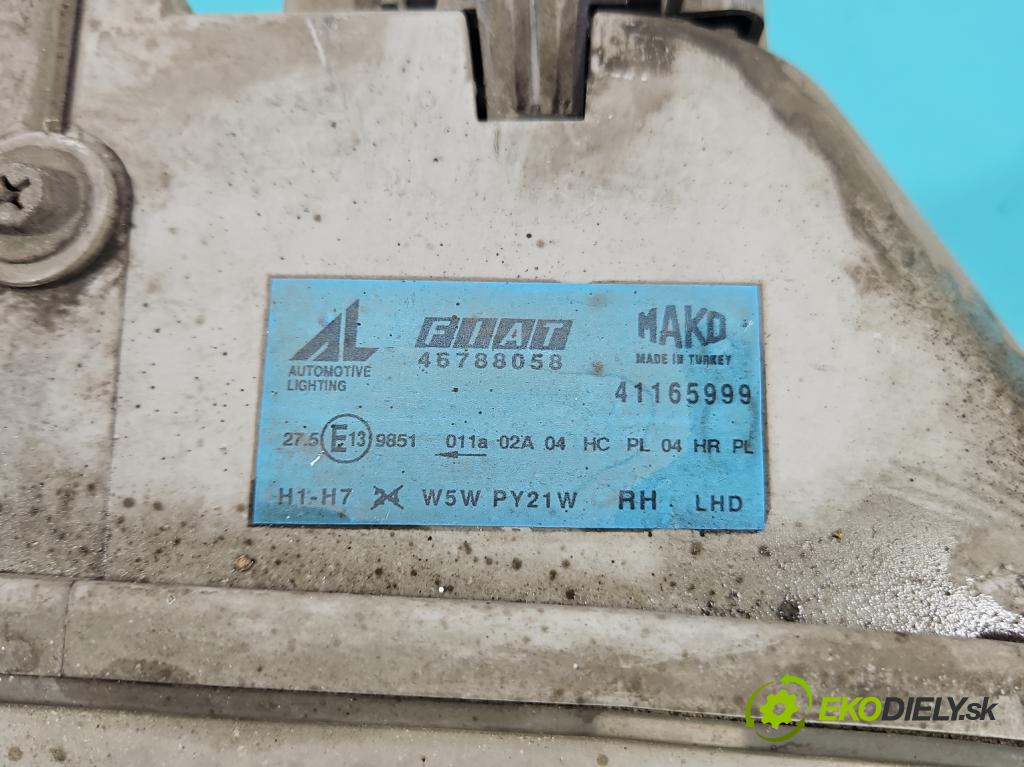 AL FIAT MAKO
AUTOMOTIVE LIGHTING 46788058 MADE IN TURKEY
41165999
27.5 E13 9851 011a 02A 04 HC PL 04 HR PL
H1-H7 24 W5W PY21W RH LHD
EKODIELY.sk